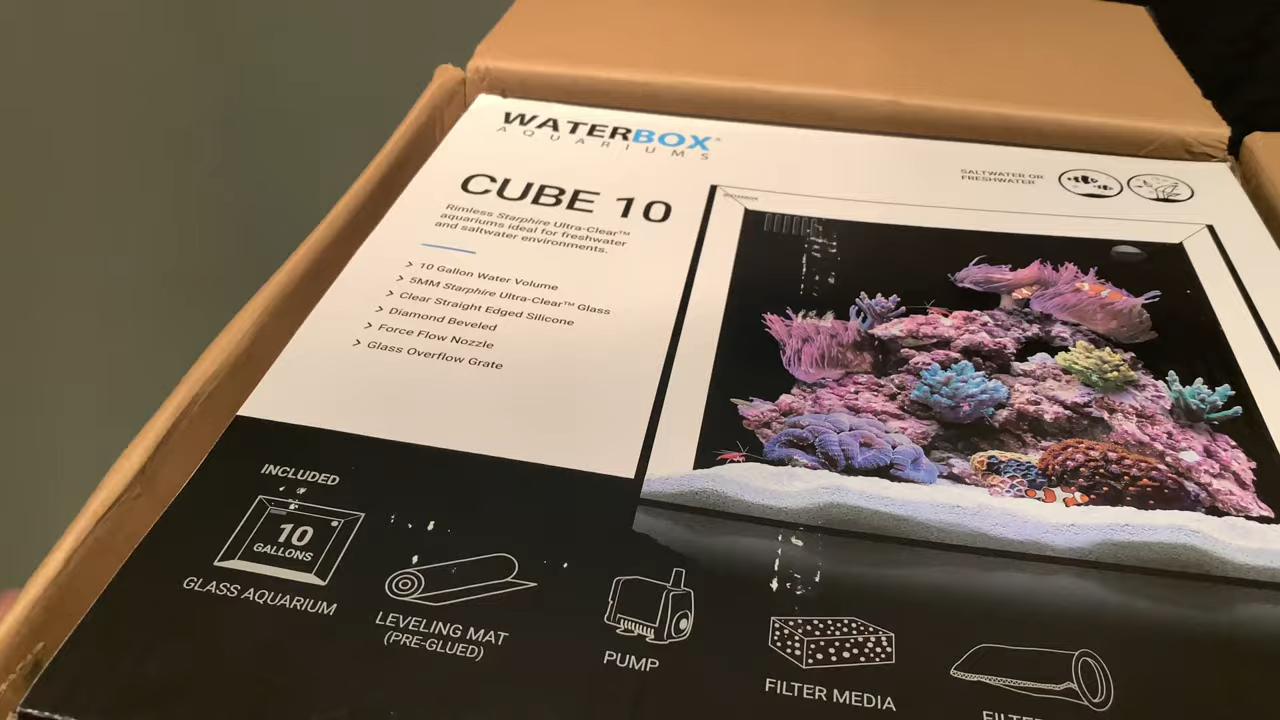 WATERBOX
AQUARIUMS
CUBE 10
Rimless Starphire Ultra-Clear™
aquariums ideal for freshwater
and saltwater environments.
> 10 Gallon Water Volume
> 5MM Starphire Ultra-Clear™ Glass
> Clear Straight Edged Silicone
> Diamond Beveled
> Force Flow Nozzle
> Glass Overflow Grate
SALTWATER OR
FRESHWATER
INCLUDED
10
GALLONS
GLASS AQUARIUM
LEVELING MAT
(PRE-GLUED)
PUMP
FILTER MEDIA